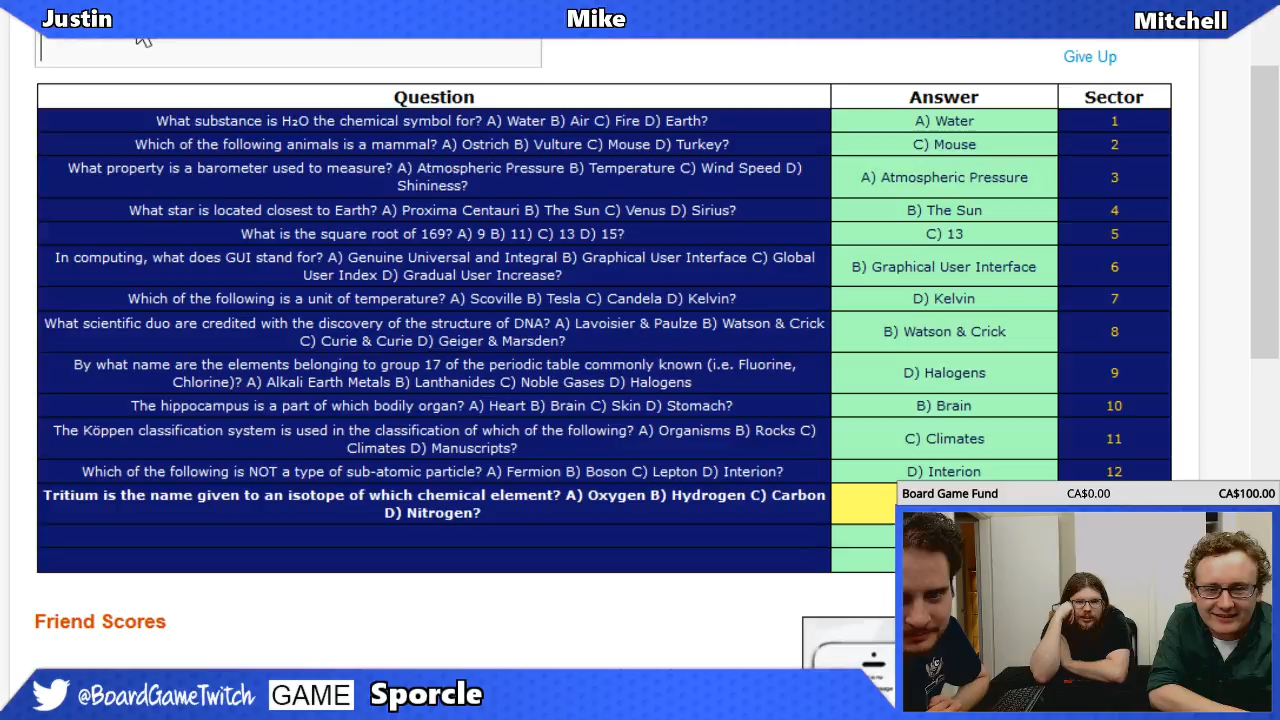 Justin
Mike
Mitchell
Give Up
Question Answer Sector
What substance is H₂O the chemical symbol for? A) Water B) Air C) Fire D) Earth? A) Water 1
Which of the following animals is a mammal? A) Ostrich B) Vulture C) Mouse D) Turkey? C) Mouse 2
What property is a barometer used to measure? A) Atmospheric Pressure B) Temperature C) Wind Speed D)
Shininess?
A) Atmospheric Pressure 3
What star is located closest to Earth? A) Proxima Centauri B) The Sun C) Venus D) Sirius? B) The Sun 4
What is the square root of 169? A) 9 B) 11) C) 13 D) 15? C) 13 5
In computing, what does GUI stand for? A) Genuine Universal and Integral B) Graphical User Interface C) Global
User Index D) Gradual User Increase?
B) Graphical User Interface 6
Which of the following is a unit of temperature? A) Scoville B) Tesla C) Candela D) Kelvin? D) Kelvin 7
What scientific duo are credited with the discovery of the structure of DNA? A) Lavoisier & Paulze B) Watson & Crick
C) Curie & Curie D) Geiger & Marsden?
B) Watson & Crick 8
By what name are the elements belonging to group 17 of the periodic table commonly known (i.e. Fluorine,
Chlorine)? A) Alkali Earth Metals B) Lanthanides C) Noble Gases D) Halogens
D) Halogens 9
The hippocampus is a part of which bodily organ? A) Heart B) Brain C) Skin D) Stomach? B) Brain 10
The Köppen classification system is used in the classification of which of the following? A) Organisms B) Rocks C)
Climates D) Manuscripts?
C) Climates 11
Which of the following is NOT a type of sub-atomic particle? A) Fermion B) Boson C) Lepton D) Interion? D) Interion 12
Tritium is the name given to an isotope of which chemical element? A) Oxygen B) Hydrogen C) Carbon
D) Nitrogen?
Board Game Fund CA$0.00 CA$100.00
Friend Scores
@BoardGameTwitch GAME Sporcle